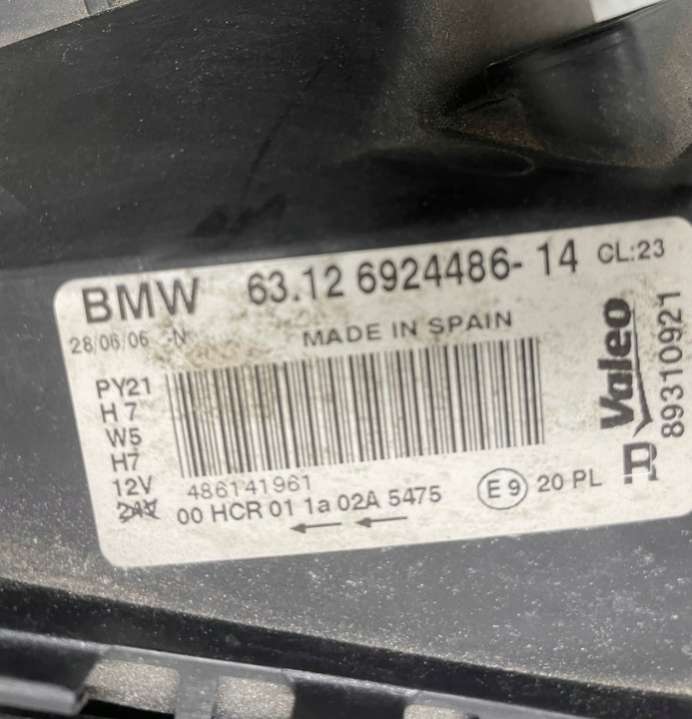 BMW 63.12 6924486-14 CL:23
28/06/06 -N
MADE IN SPAIN
PY21
H7
W5
H7
12V
24V
486141961
00 HCR 01 1a 02A 5475
E9 20 PL
Valeo
89310921